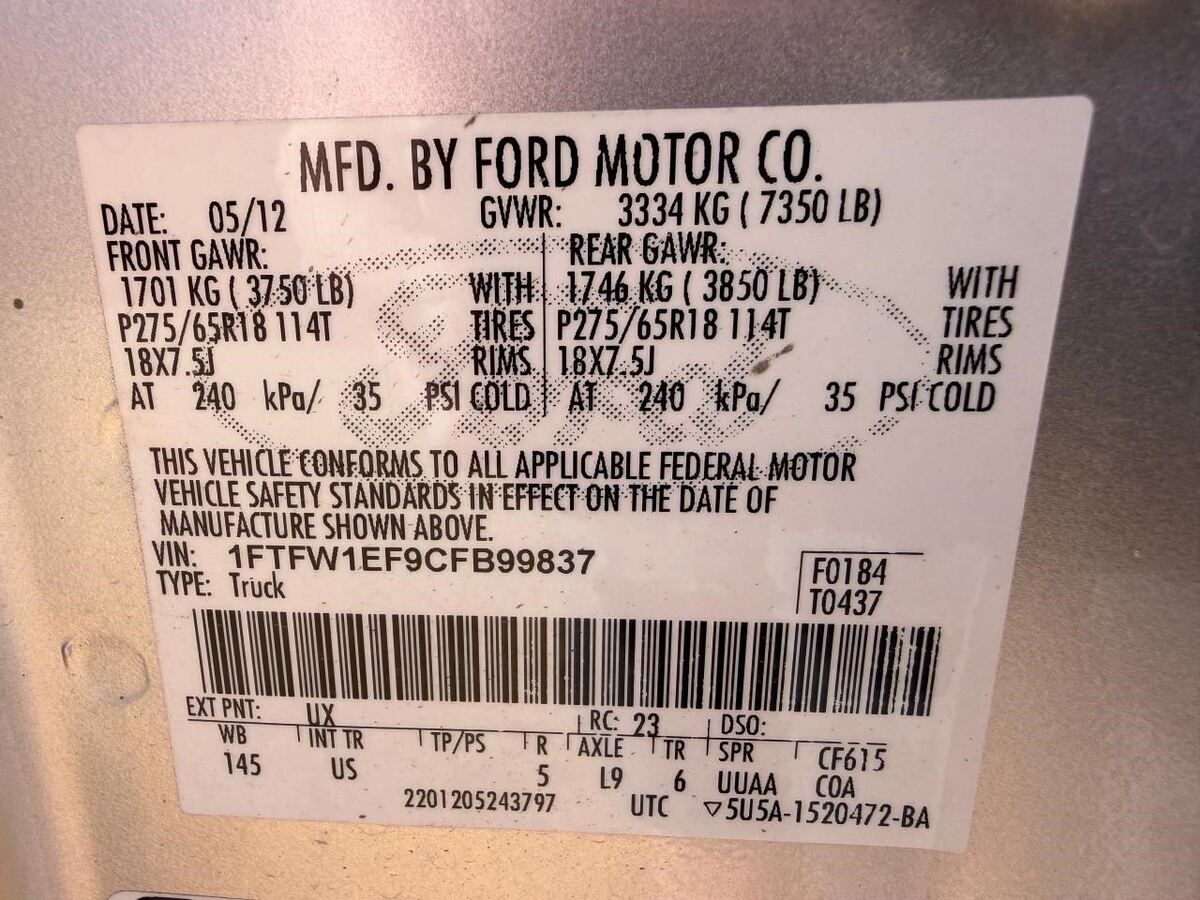 MFD. BY FORD MOTOR CO.
DATE: 05/12 GVWR: 3334 KG ( 7350 LB)
FRONT GAWR: REAR GAWR:
1701 KG ( 3750 LB) WITH 1746 KG ( 3850 LB) WITH
P275/65R18 114T TIRES P275/65R18 114T TIRES
18X7.5J RIMS 18X7.5J RIMS
AT 240 kPa/ 35 PSI COLD AT 240 kPa/ 35 PSI COLD
Ford
THIS VEHICLE CONFORMS TO ALL APPLICABLE FEDERAL MOTOR
VEHICLE SAFETY STANDARDS IN EFFECT ON THE DATE OF
MANUFACTURE SHOWN ABOVE.
VIN: 1FTFW1EF9CFB99837
TYPE: Truck
F0184
T0437
EXT PNT: UX RC: 23 DSO:
WB INT TR TP/PS R AXLE TR SPR CF615
145 US 5 L9 6 UUAA COA
2201205243797 UTC ▽5U5A-1520472-BA